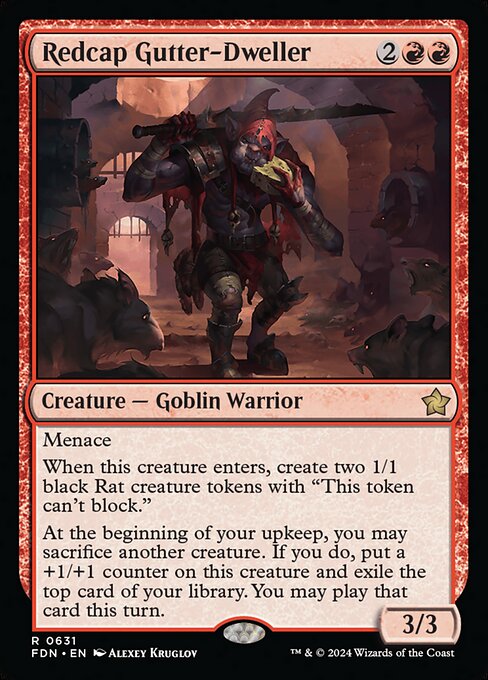 Redcap Gutter-Dweller 2
Creature — Goblin Warrior
Menace
When this creature enters, create two 1/1
black Rat creature tokens with “This token
can’t block.”
At the beginning of your upkeep, you may
sacrifice another creature. If you do, put a
+1/+1 counter on this creature and exile the
top card of your library. You may play that
card this turn.
3/3
R 0631
FDN • EN ALEXEY KRUGLOV
™ & © 2024 Wizards of the Coast